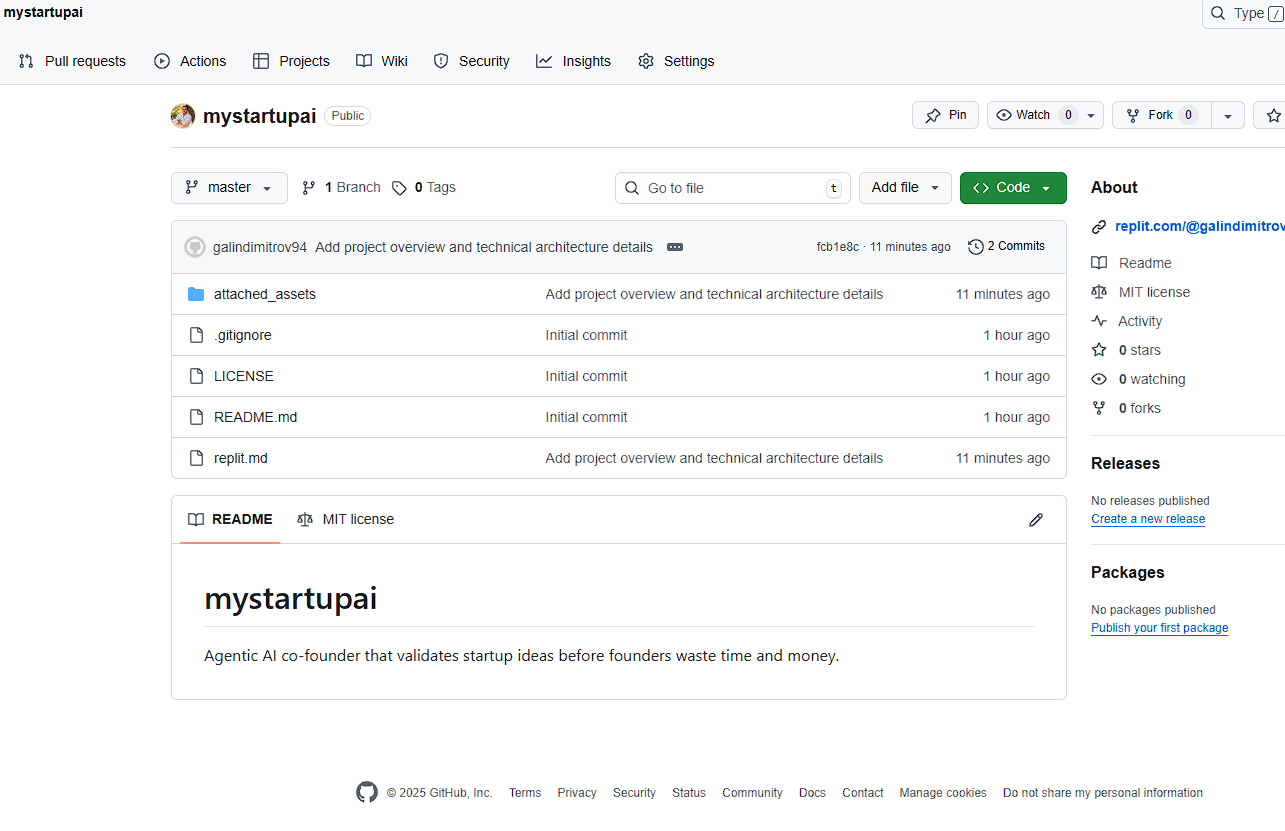 mystartupai
Type /
Pull requests Actions Projects Wiki Security Insights Settings
mystartupai Public
Pin Watch 0 Fork 0
master 1 Branch 0 Tags Go to file t Add file Code
galindimitrov94 Add project overview and technical architecture details fcb1e8c · 11 minutes ago 2 Commits
attached_assets Add project overview and technical architecture details 11 minutes ago
.gitignore Initial commit 1 hour ago
LICENSE Initial commit 1 hour ago
README.md Initial commit 1 hour ago
replit.md Add project overview and technical architecture details 11 minutes ago
README MIT license
mystartupai
Agentic AI co-founder that validates startup ideas before founders waste time and money.
About
replit.com/@galindimitrov
Readme
MIT license
Activity
0 stars
0 watching
0 forks
Releases
No releases published
Create a new release
Packages
No packages published
Publish your first package
© 2025 GitHub, Inc. Terms Privacy Security Status Community Docs Contact Manage cookies Do not share my personal information